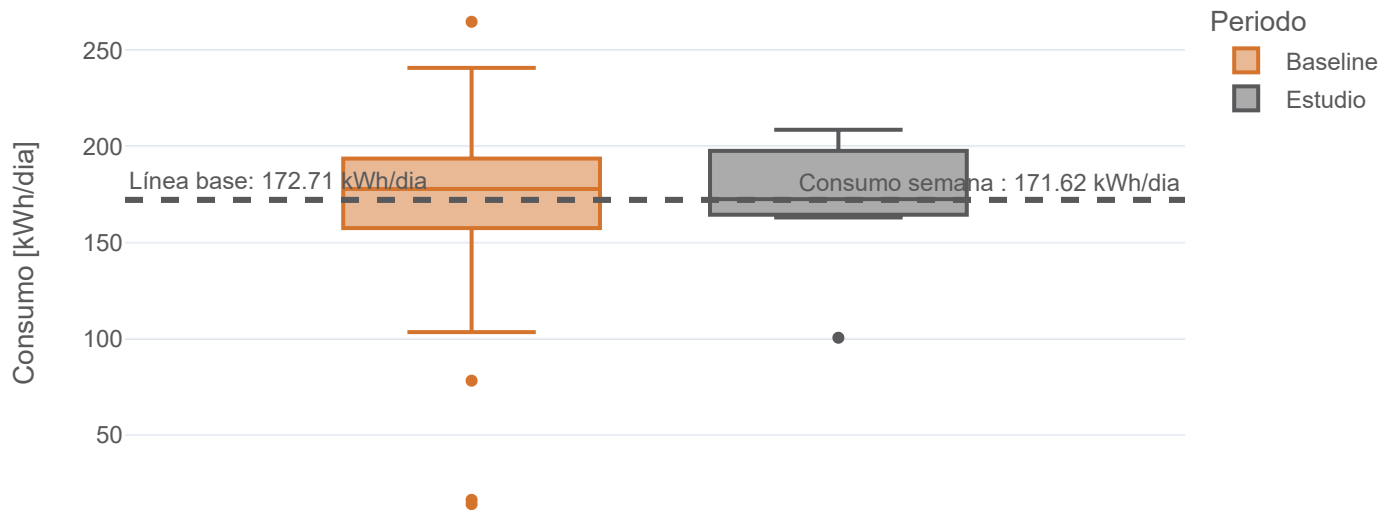 Periodo
Baseline
Estudio
Consumo [kWh/dia]
250
200
150
100
50
Línea base: 172.71 kWh/dia
Consumo semana : 171.62 kWh/dia